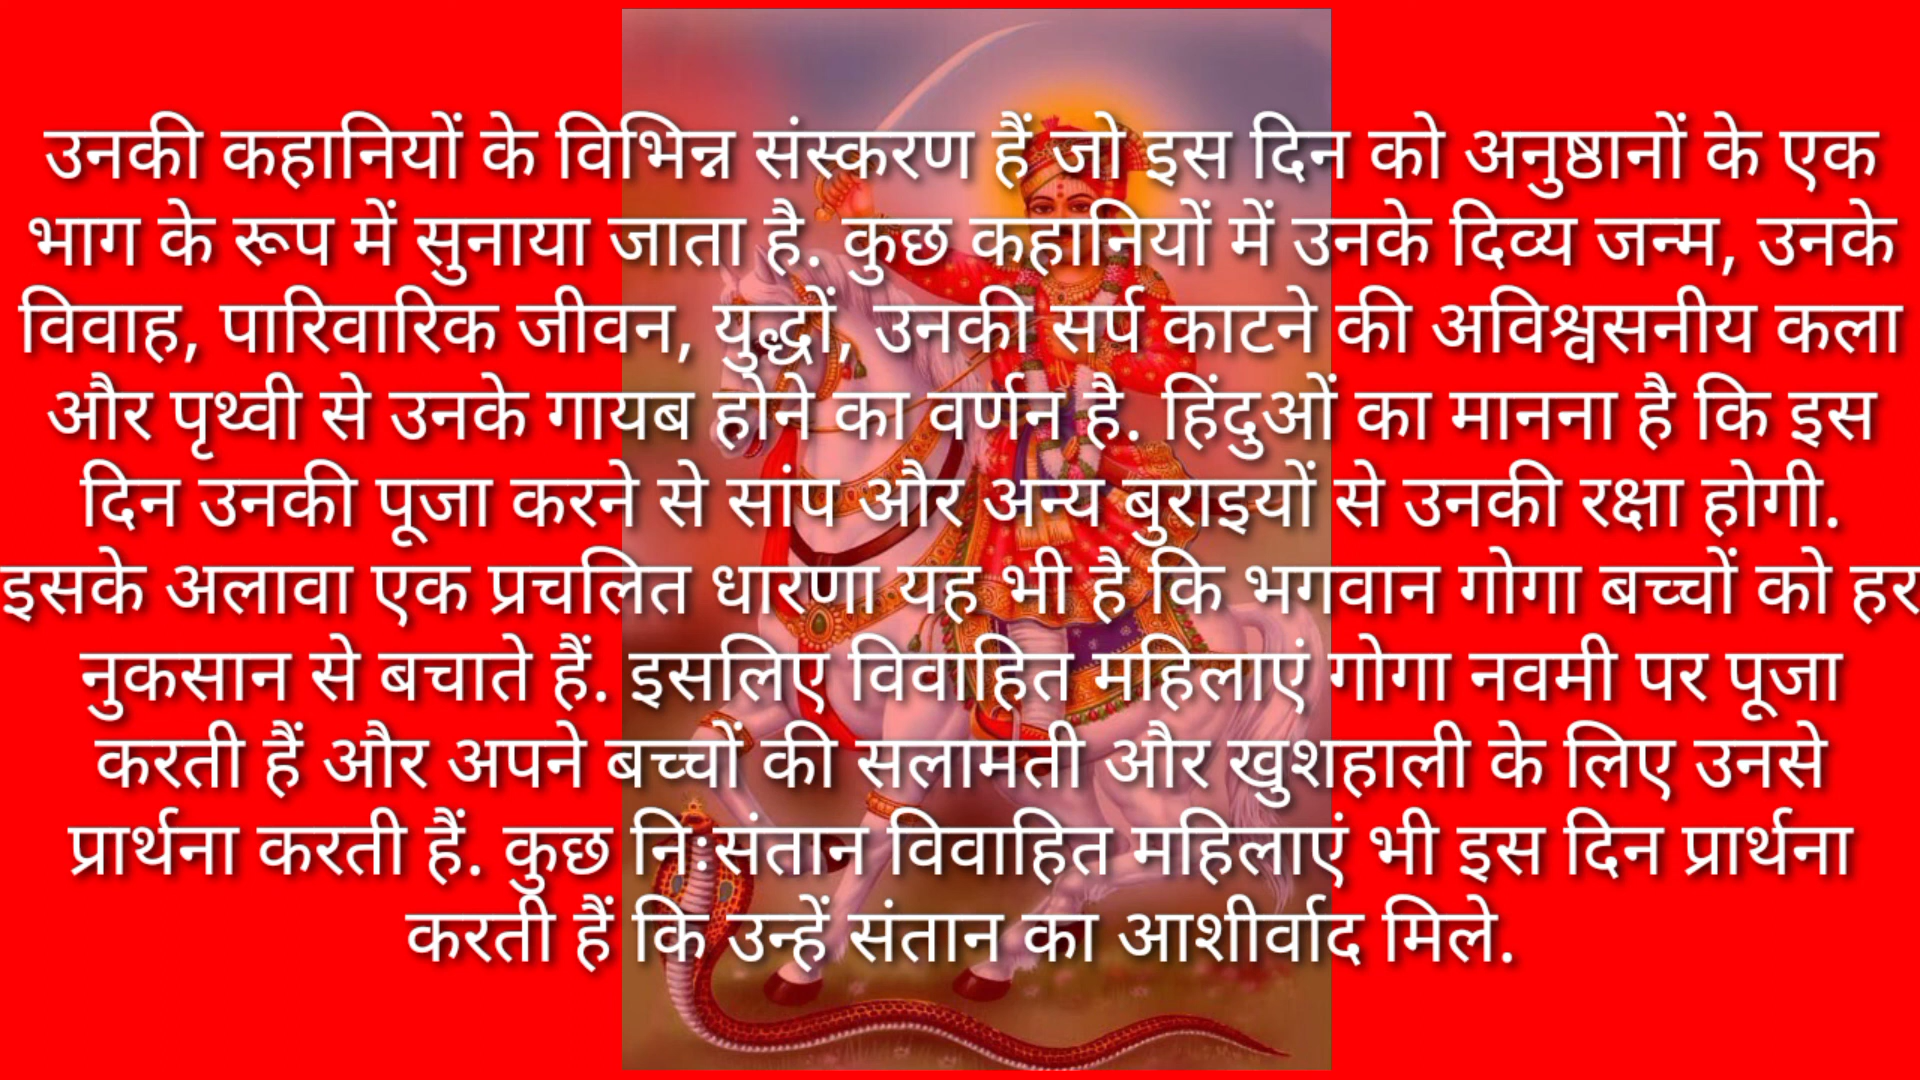 उनकी कहानियों के विभिन्न संस्करण हैं जो इस दिन को अनुष्ठानों के एक
भाग के रूप में सुनाया जाता है. कुछ कहानियों में उनके दिव्य जन्म, उनके
विवाह, पारिवारिक जीवन, युद्धों, उनकी सर्प काटने की अविश्वसनीय कला
और पृथ्वी से उनके गायब होने का वर्णन है. हिंदुओं का मानना है कि इस
दिन उनकी पूजा करने से सांप और अन्य बुराइयों से उनकी रक्षा होगी.
इसके अलावा एक प्रचलित धारणा यह भी है कि भगवान गोगा बच्चों को हर
नुकसान से बचाते हैं. इसलिए विवाहित महिलाएं गोगा नवमी पर पूजा
करती हैं और अपने बच्चों की सलामती और खुशहाली के लिए उनसे
प्रार्थना करती हैं. कुछ नि:संतान विवाहित महिलाएं भी इस दिन प्रार्थना
करती हैं कि उन्हें संतान का आशीर्वाद मिले.